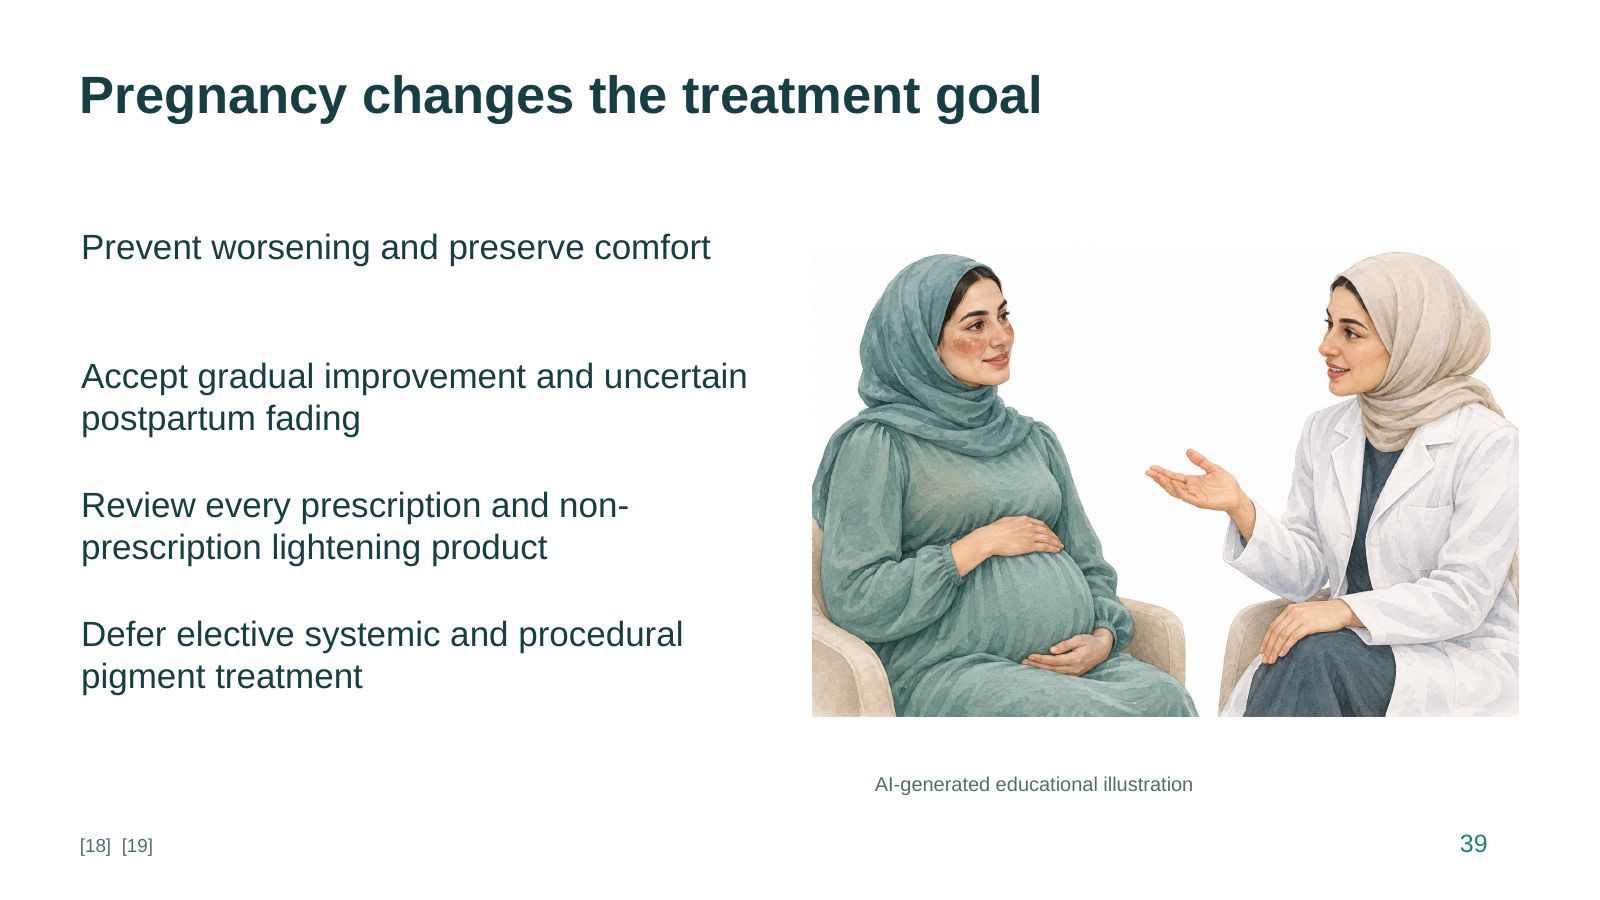 Pregnancy changes the treatment goal
Prevent worsening and preserve comfort
Accept gradual improvement and uncertain
postpartum fading
Review every prescription and non-
prescription lightening product
Defer elective systemic and procedural
pigment treatment
AI-generated educational illustration
[18]  [19]
39